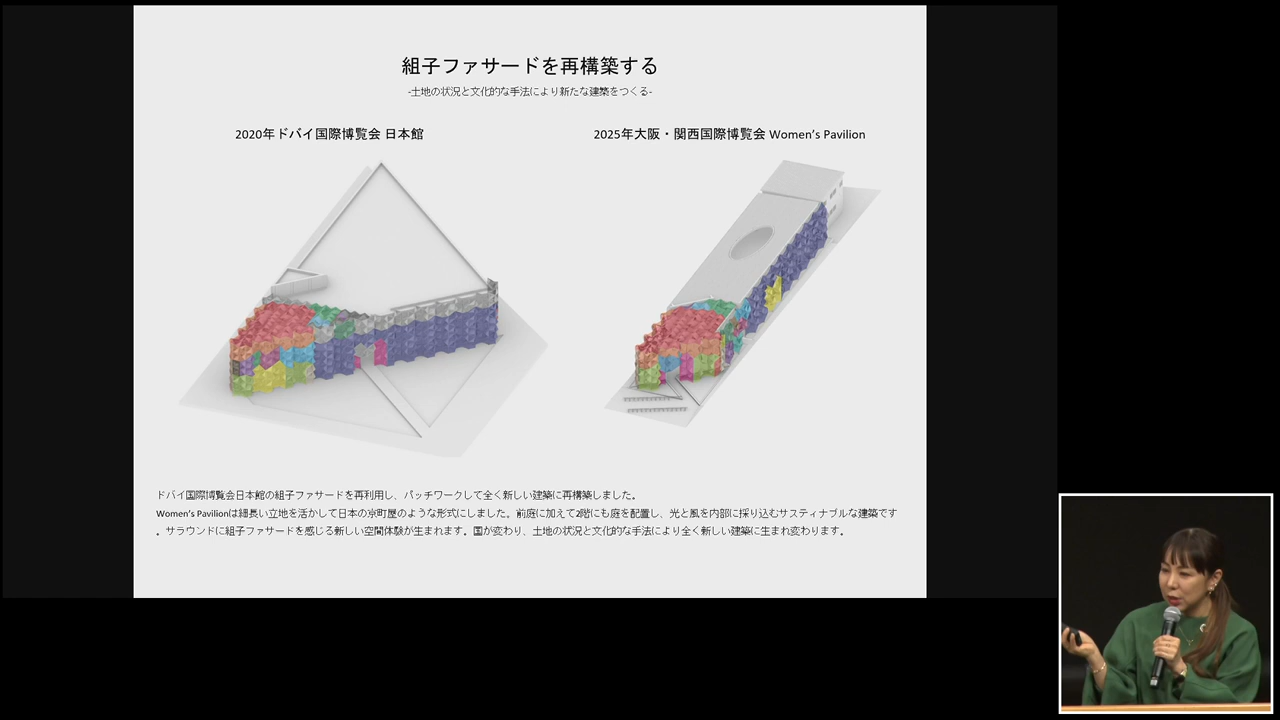 組子ファサードを再構築する
-土地の状況と文化的な手法により新たな建築をつくる-
2020年ドバイ国際博覧会 日本館
2025年大阪・関西国際博覧会 Women's Pavilion
ドバイ国際博覧会日本館の組子ファサードを再利用し、パッチワークして全く新しい建築に再構築しました。
Women's Pavilionは細長い立地を活かして日本の京町屋のような形式にしました。前庭に加えて2階にも庭を配置し、光と風を内部に採り込むサスティナブルな建築です
。サラウンドに組子ファサードを感じる新しい空間体験が生まれます。国が変わり、土地の状況と文化的な手法により全く新しい建築に生まれ変わります。